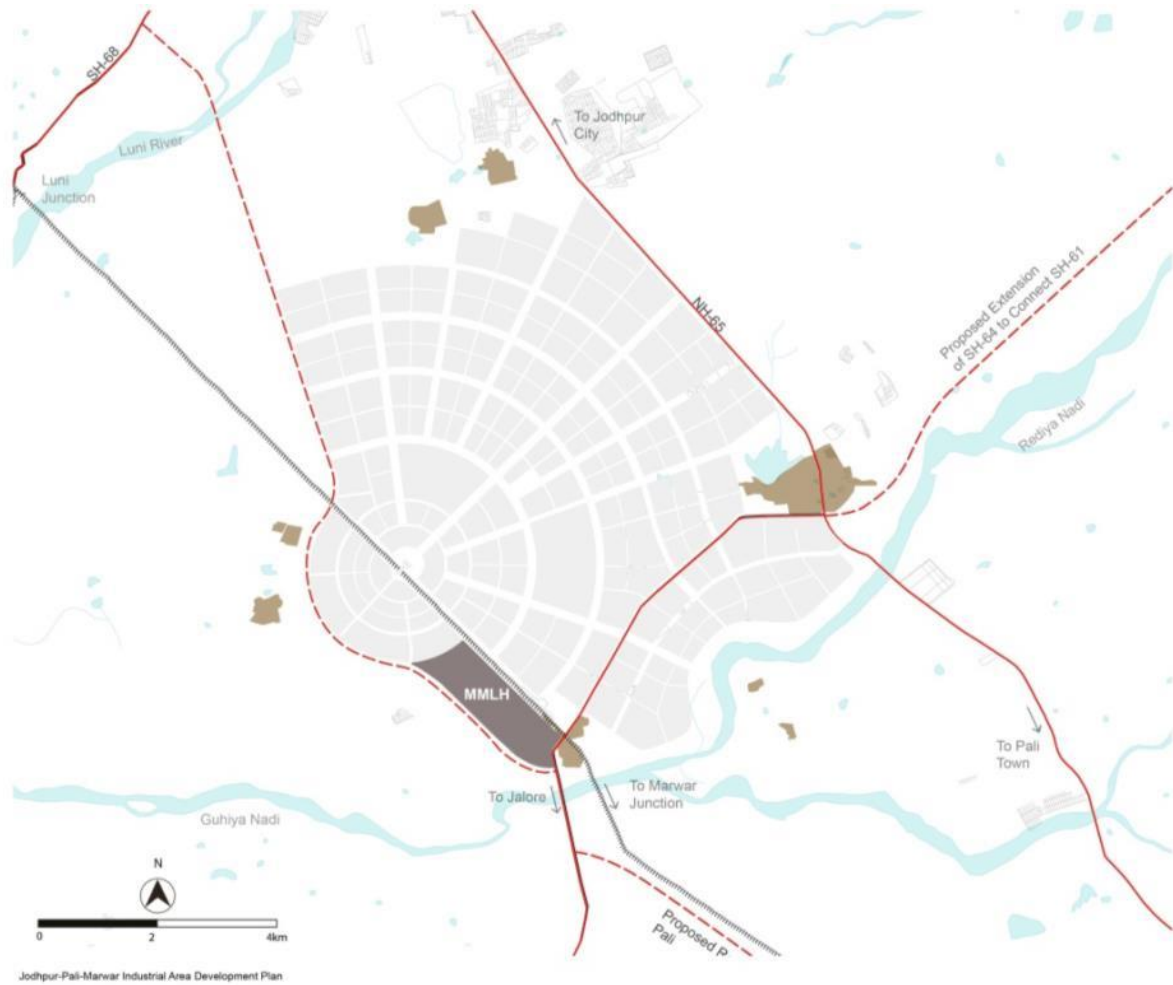 SH-68
Luni River
Luni
Junction
To Jodhpur
City
NH-65
Proposed Extension
of SH-64 to Connect SH-61
Rediya Nadi
MMLH
To Pali
Town
To Jalore
To Marwar
Junction
Guhiya Nadi
Proposed R
Pali
N
0 2 4km
Jodhpur-Pali-Marwar Industrial Area Development Plan